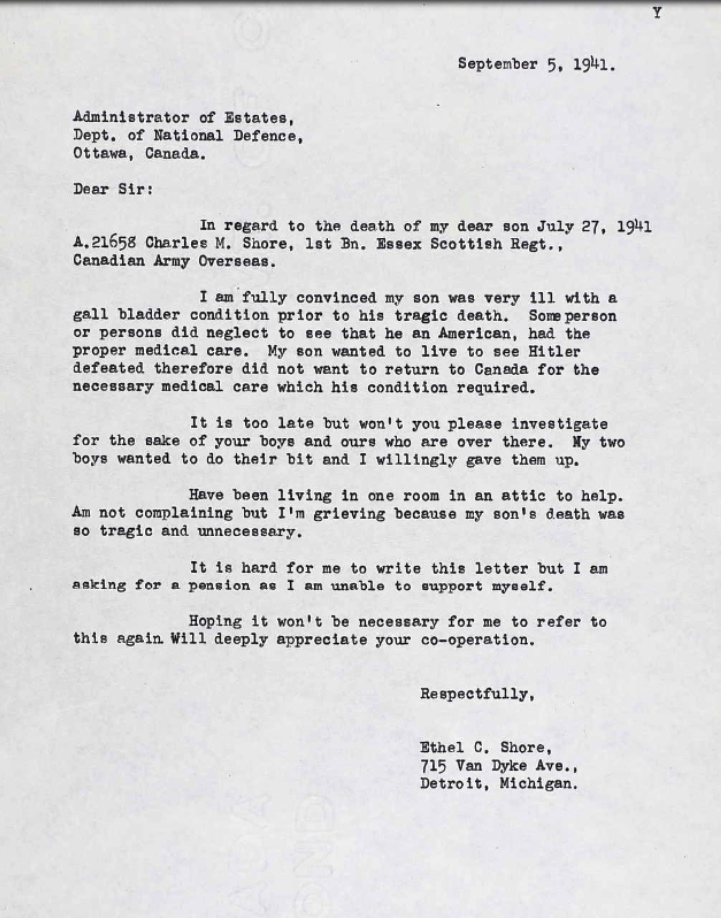 Y
September 5, 1941.
Administrator of Estates,
Dept. of National Defence,
Ottawa, Canada.
Dear Sir:
In regard to the death of my dear son July 27, 1941
A.21658 Charles M. Shore, 1st Bn. Essex Scottish Regt.,
Canadian Army Overseas.
I am fully convinced my son was very ill with a
gall bladder condition prior to his tragic death. Some person
or persons did neglect to see that he an American, had the
proper medical care. My son wanted to live to see Hitler
defeated therefore did not want to return to Canada for the
necessary medical care which his condition required.
It is too late but won't you please investigate
for the sake of your boys and ours who are over there. My two
boys wanted to do their bit and I willingly gave them up.
Have been living in one room in an attic to help.
Am not complaining but I'm grieving because my son's death was
so tragic and unnecessary.
It is hard for me to write this letter but I am
asking for a pension as I am unable to support myself.
Hoping it won't be necessary for me to refer to
this again. Will deeply appreciate your co-operation.
Respectfully,
Ethel C. Shore,
715 Van Dyke Ave.,
Detroit, Michigan.